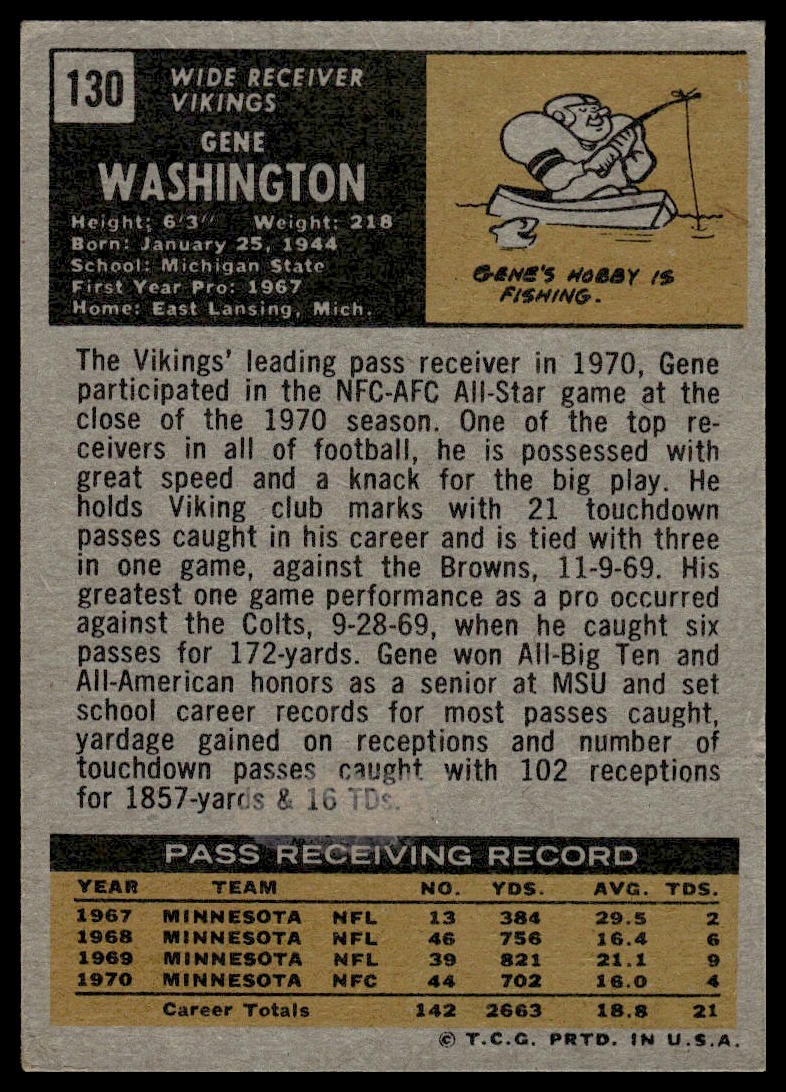 130
WIDE RECEIVER
VIKINGS
GENE
WASHINGTON
Height: 6'3" Weight: 218
Born: January 25, 1944
School: Michigan State
First Year Pro: 1967
Home: East Lansing, Mich.
GENE'S HOBBY IS
FISHING.
The Vikings' leading pass receiver in 1970, Gene
participated in the NFC-AFC All-Star game at the
close of the 1970 season. One of the top re-
ceivers in all of football, he is possessed with
great speed and a knack for the big play. He
holds Viking club marks with 21 touchdown
passes caught in his career and is tied with three
in one game, against the Browns, 11-9-69. His
greatest one game performance as a pro occurred
against the Colts, 9-28-69, when he caught six
passes for 172-yards. Gene won All-Big Ten and
All-American honors as a senior at MSU and set
school career records for most passes caught,
yardage gained on receptions and number of
touchdown passes caught with 102 receptions
for 1857-yards & 16 TDs.
PASS RECEIVING RECORD
YEAR TEAM NO. YDS. AVG. TDS.
1967 MINNESOTA NFL 13 384 29.5 2
1968 MINNESOTA NFL 46 756 16.4 6
1969 MINNESOTA NFL 39 821 21.1 9
1970 MINNESOTA NFC 44 702 16.0 4
Career Totals 142 2663 18.8 21
© T.C.G. PRTD. IN U.S.A.